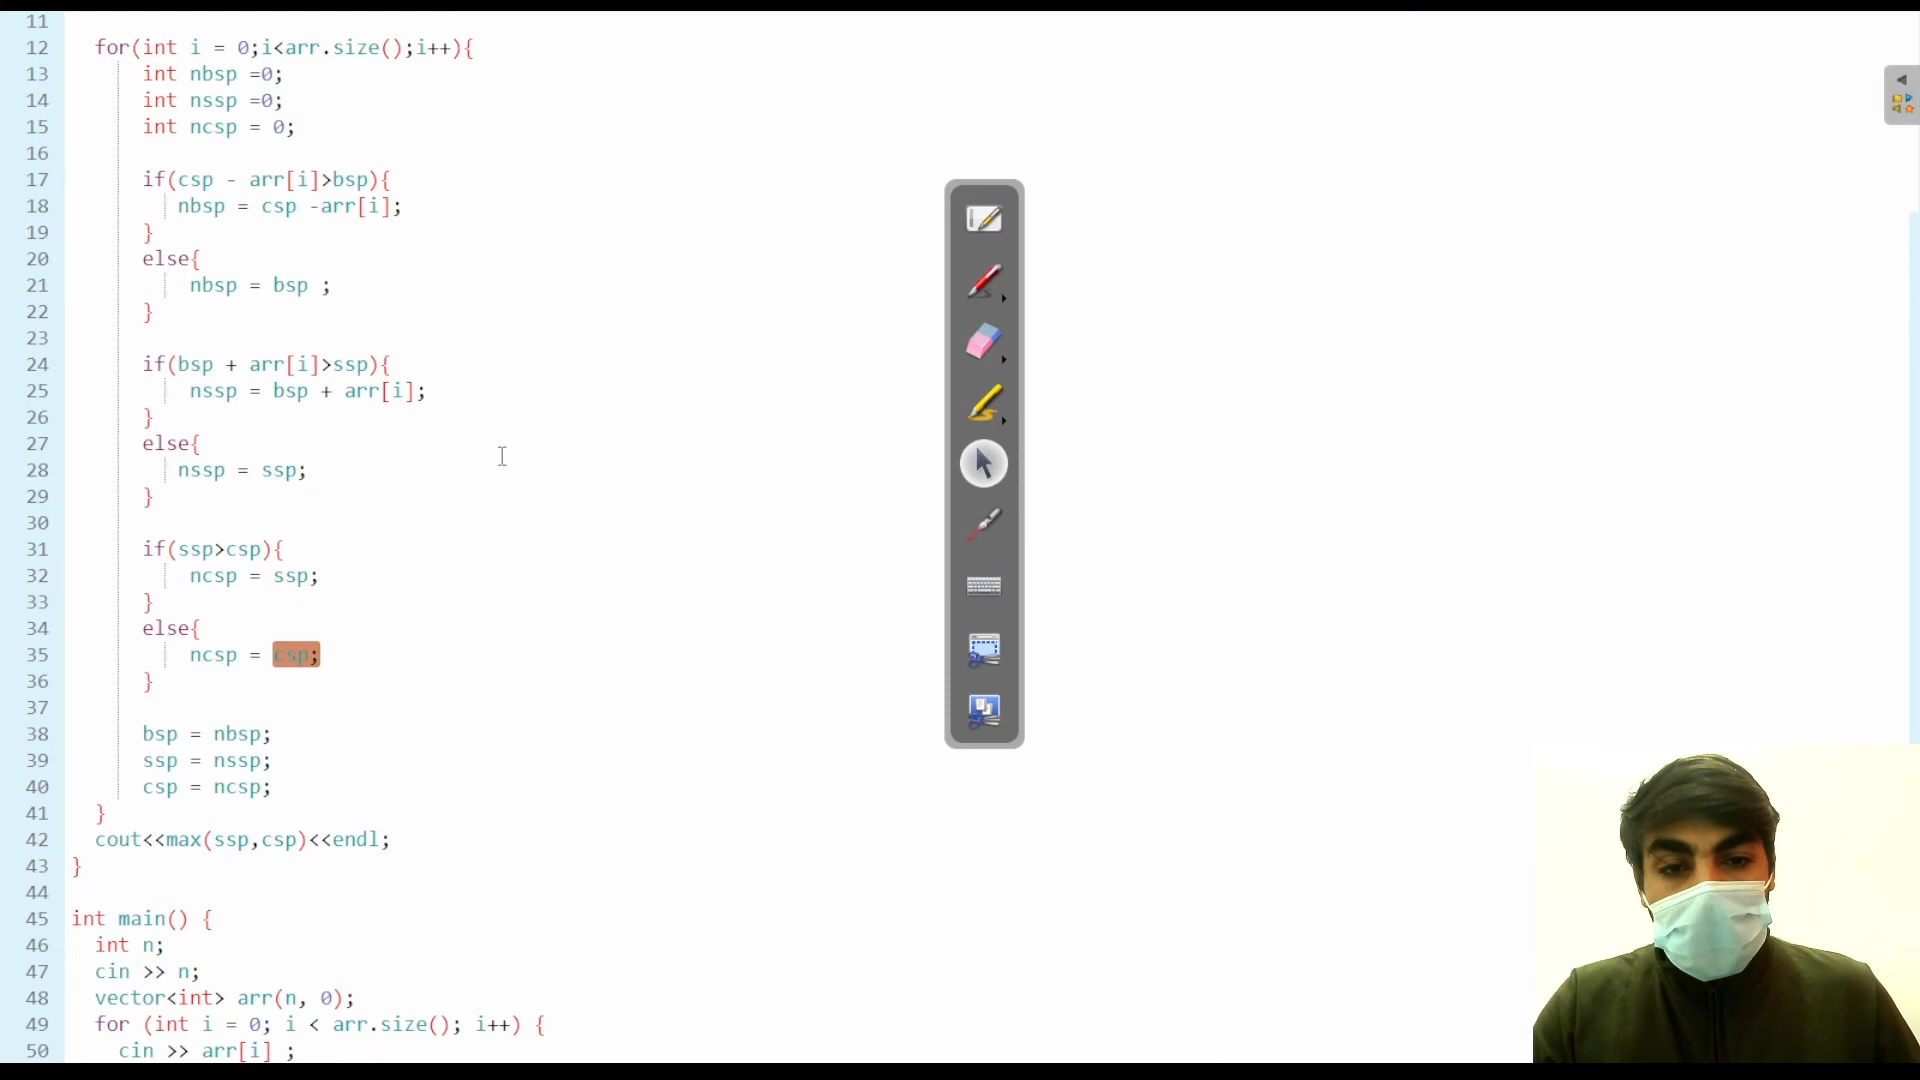 11
12 for(int i = 0;i<arr.size();i++){
13 int nbsp =0;
14 int nssp =0;
15 int ncsp = 0;
16
17 if(csp - arr[i]>bsp){
18 nbsp = csp -arr[i];
19 }
20 else{
21 nbsp = bsp ;
22 }
23
24 if(bsp + arr[i]>ssp){
25 nssp = bsp + arr[i];
26 }
27 else{
28 nssp = ssp;
29 }
30
31 if(ssp>csp){
32 ncsp = ssp;
33 }
34 else{
35 ncsp = csp;
36 }
37
38 bsp = nbsp;
39 ssp = nssp;
40 csp = ncsp;
41 }
42 cout<<max(ssp,csp)<<endl;
43 }
44
45 int main() {
46 int n;
47 cin >> n;
48 vector<int> arr(n, 0);
49 for (int i = 0; i < arr.size(); i++) {
50 cin >> arr[i] ;